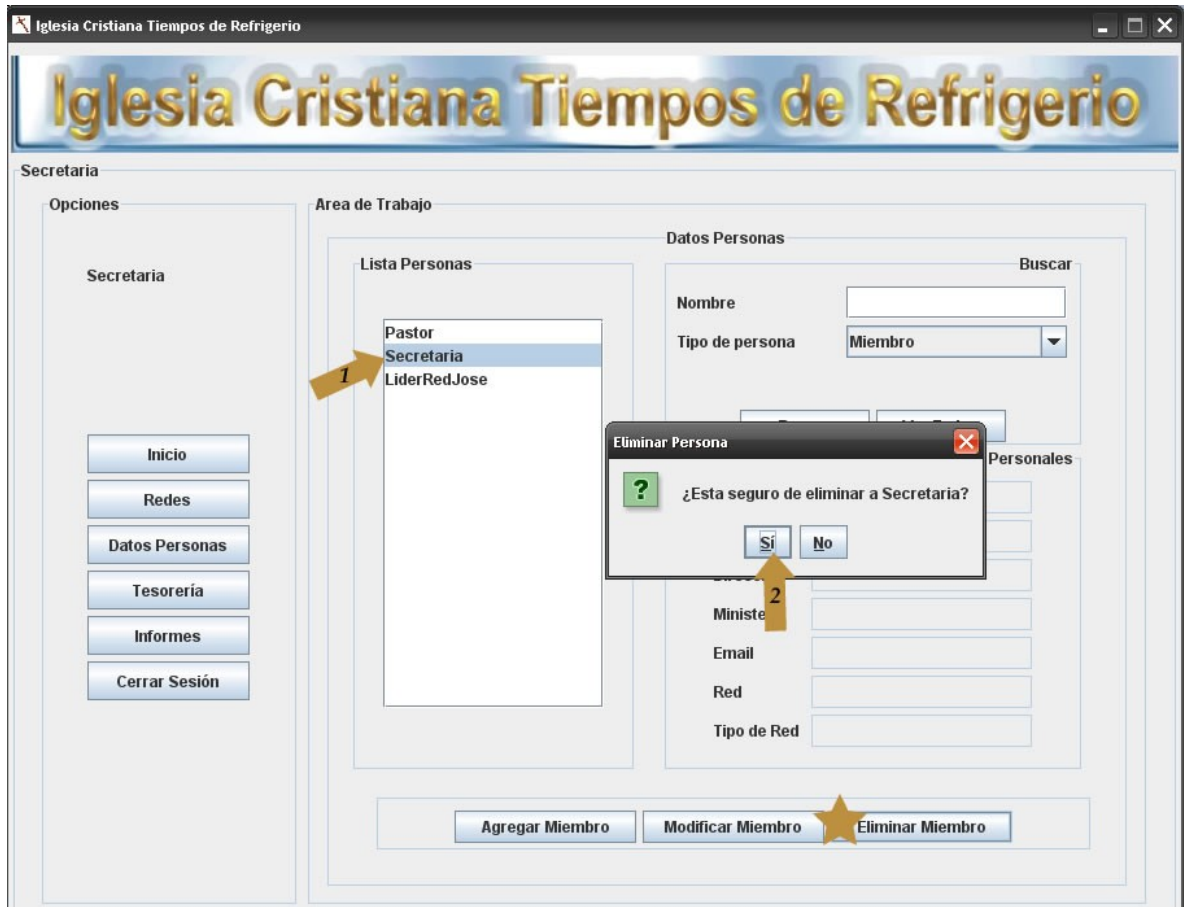 Iglesia Cristiana Tiempos de Refrigerio
Iglesia Cristiana Tiempos de Refrigerio
Secretaria
Opciones
Secretaria
Inicio
Redes
Datos Personas
Tesorería
Informes
Cerrar Sesión
Area de Trabajo
Datos Personas
Lista Personas
Pastor
Secretaria
LiderRedJose
1
Buscar
Nombre
Tipo de persona
Miembro
Eliminar Persona
?
¿Esta seguro de eliminar a Secretaria?
Sí
No
2
Personales
Email
Red
Tipo de Red
Agregar Miembro
Modificar Miembro
Eliminar Miembro